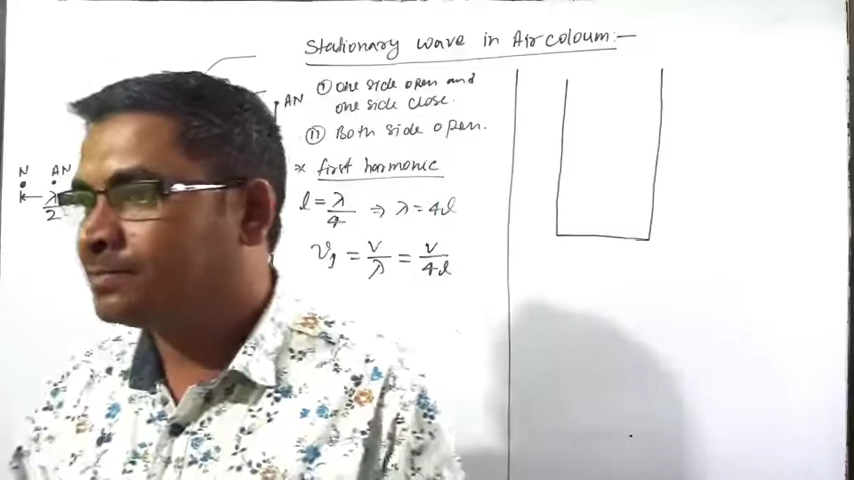 Stationary wave in Air coloum:-
(I) one side open and
one side close.
(II) Both side open.
* first harmonic
l = λ/4 ⇒ λ = 4l
ν1 = v/λ = v/4l
AN
N AN
λ/2